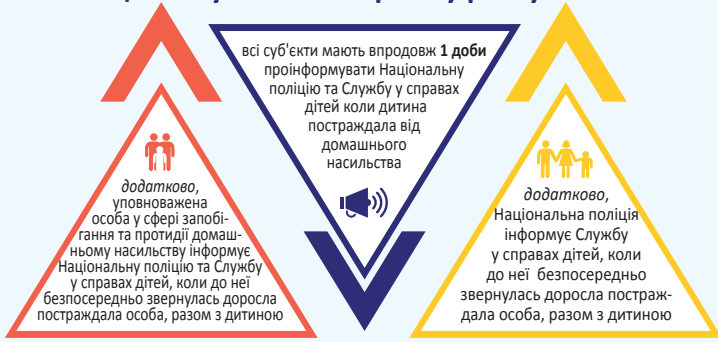 всі суб'єкти мають впродовж 1 доби
проінформувати Національну
поліцію та Службу у справах
дітей коли дитина
постраждала від
домашнього
насильства
додатково,
уповноважена
особа у сфері запобі-
гання та протидії домаш-
ньому насильству інформує
Національну поліцію та Службу
у справах дітей, коли до неї
безпосередньо звернулась доросла
постраждала особа, разом з дитиною
додатково,
Національна поліція
інформує Службу
у справах дітей, коли
до неї безпосередньо
звернулась доросла постраж-
дала особа, разом з дитиною